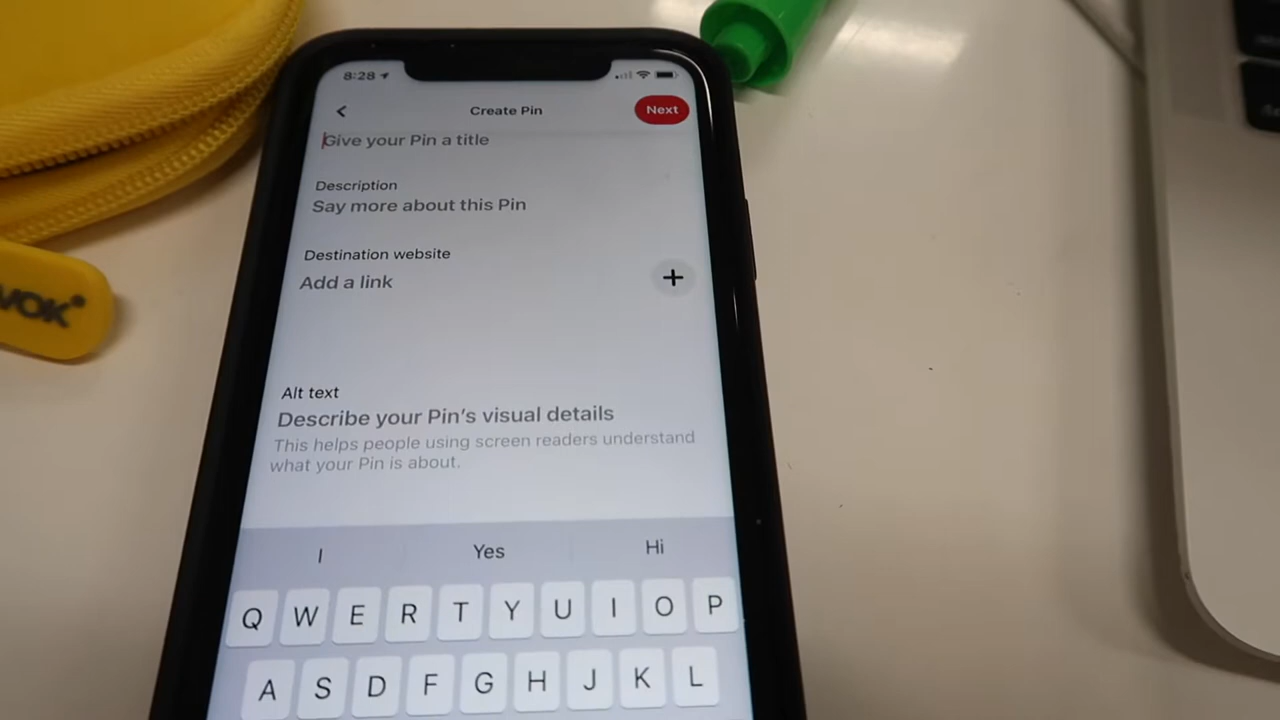 8:28
Create Pin
Next
Give your Pin a title
Description
Say more about this Pin
Destination website
Add a link
+
Alt text
Describe your Pin's visual details
This helps people using screen readers understand
what your Pin is about.
I Yes Hi
Q W E R T Y U I O P
A S D F G H J K L
VOK